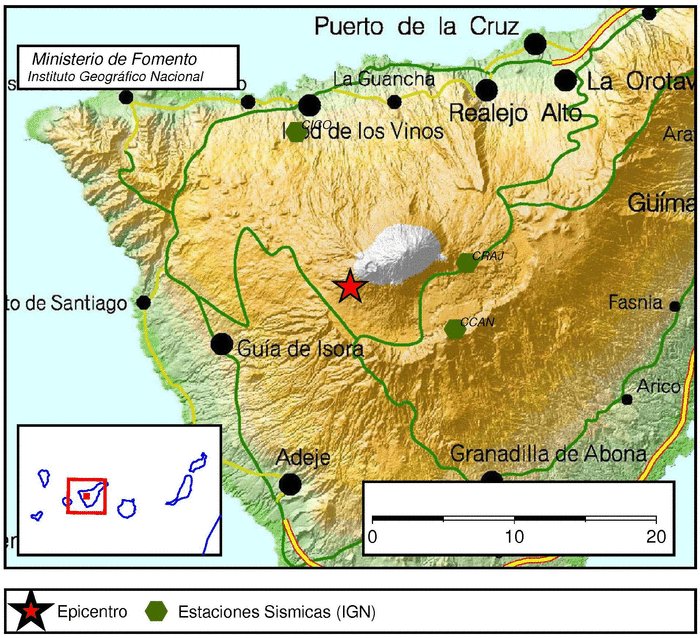 Puerto de la Cruz
Ministerio de Fomento
Instituto Geográfico Nacional
La Guancha
La Orotav
Realejo Alto
CIGO
d de los Vinos
Ara
Güíma
CRAJ
to de Santiago
Fasnia
CCAN
Guía de Isora
Arico
Adeje
Granadilla de Abona
0 10 20
Epicentro
Estaciones Sismicas (IGN)